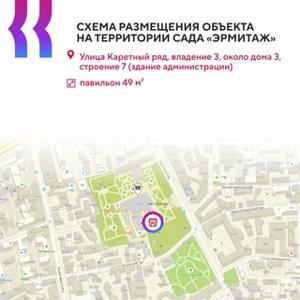 СХЕМА РАЗМЕЩЕНИЯ ОБЪЕКТА
НА ТЕРРИТОРИИ САДА «ЭРМИТАЖ»
Улица Каретный ряд, владение 3, около дома 3,
строение 7 (здание администрации)
павильон 49 м²